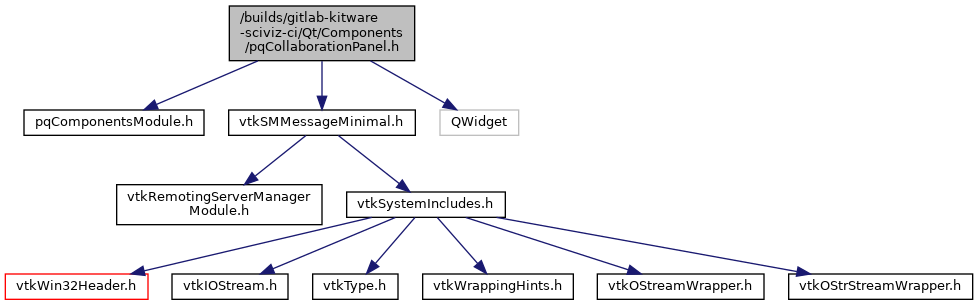 /builds/gitlab-kitware
-sciviz-ci/Qt/Components
/pqCollaborationPanel.h
pqComponentsModule.h
vtkSMMessageMinimal.h
QWidget
vtkRemotingServerManager
Module.h
vtkSystemIncludes.h
vtkWin32Header.h
vtkIOStream.h
vtkType.h
vtkWrappingHints.h
vtkOStreamWrapper.h
vtkOStrStreamWrapper.h